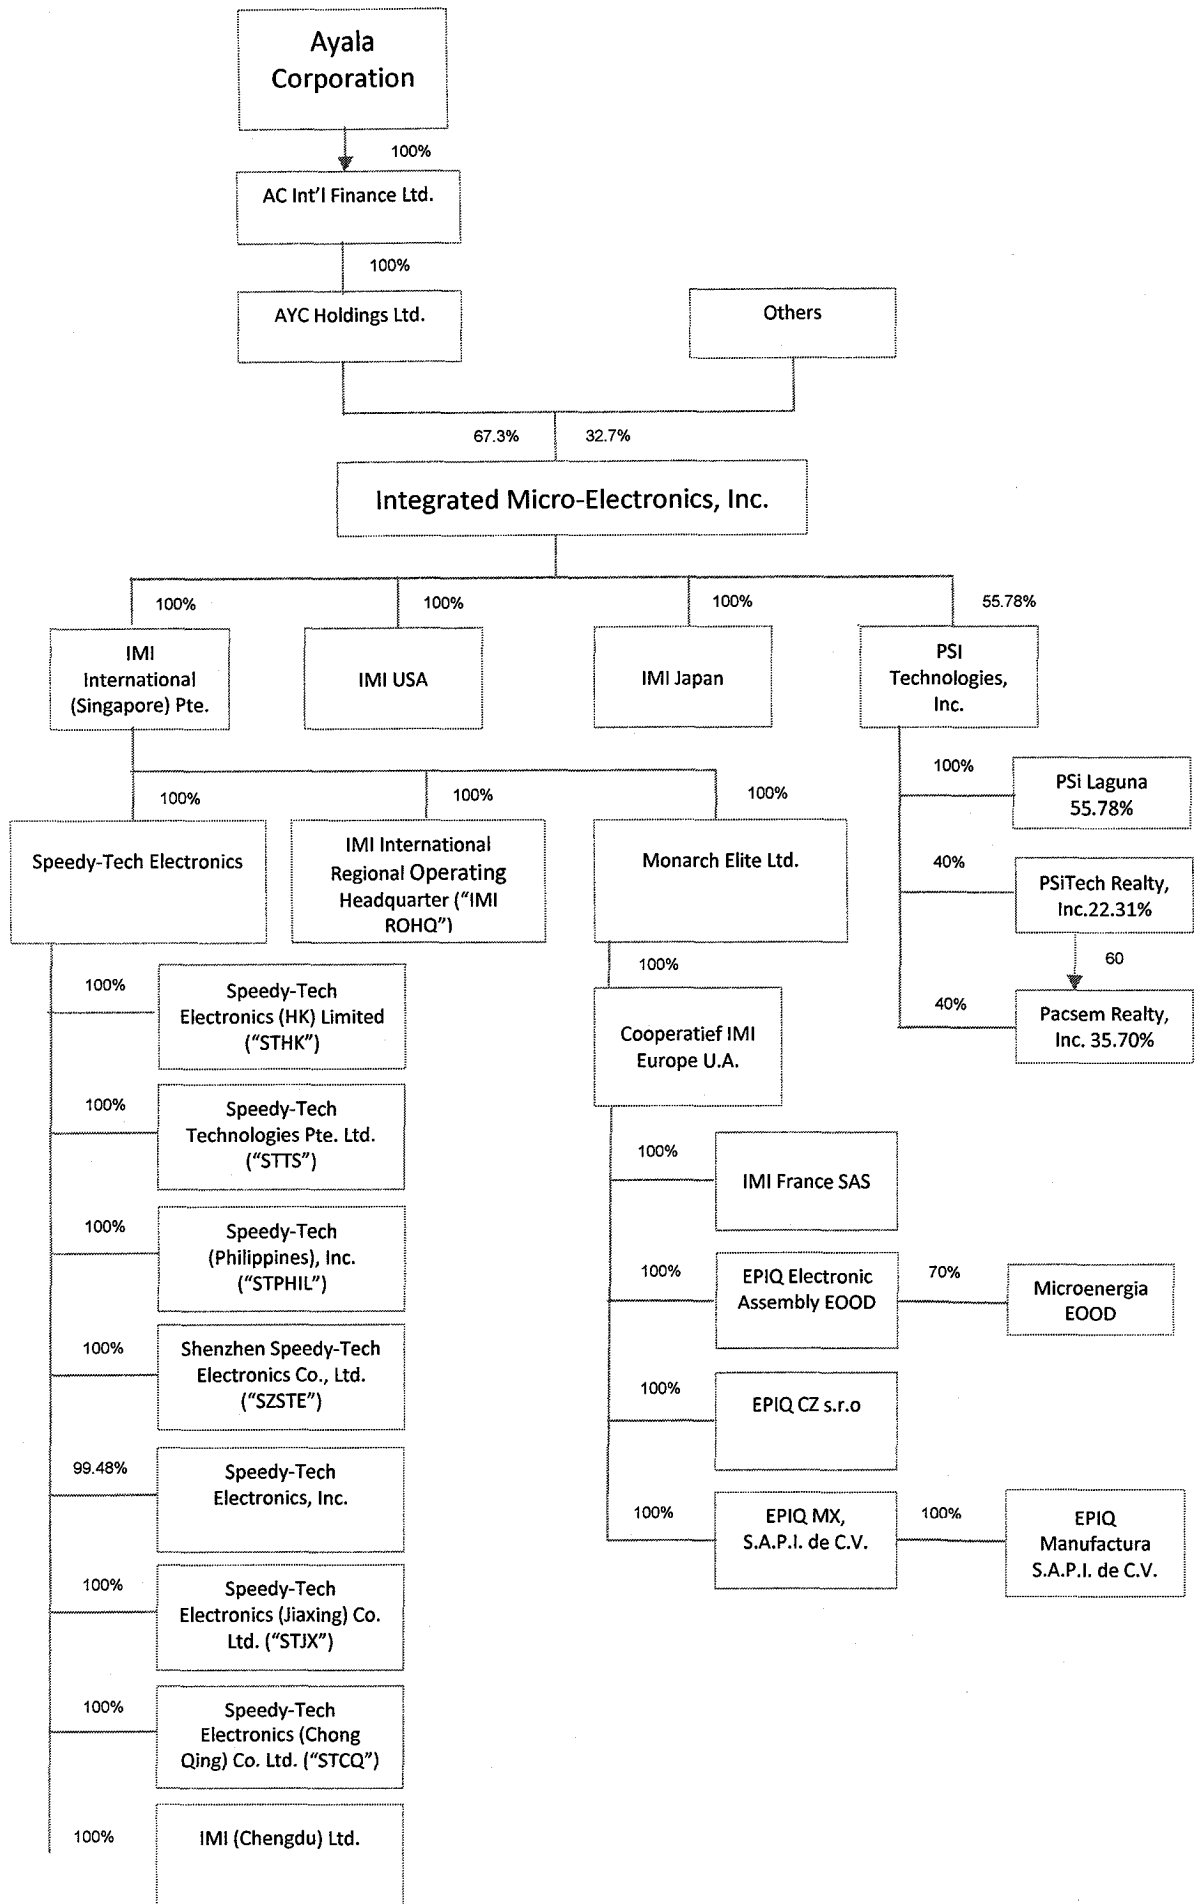 Ayala
Corporation
100%
AC Int'l Finance Ltd.
100%
AYC Holdings Ltd.
Others
67.3%
32.7%
Integrated Micro-Electronics, Inc.
100%
100%
100%
55.78%
IMI
International
(Singapore) Pte.
IMI USA
IMI Japan
PSI
Technologies,
Inc.
100%
PSi Laguna
55.78%
40%
PSiTech Realty,
Inc.22.31%
60
40%
Pacsem Realty,
Inc. 35.70%
100%
100%
100%
Speedy-Tech Electronics
IMI International
Regional Operating
Headquarter ("IMI
ROHQ")
Monarch Elite Ltd.
100%
Cooperatief IMI
Europe U.A.
100%
Speedy-Tech
Electronics (HK) Limited
("STHK")
100%
Speedy-Tech
Technologies Pte. Ltd.
("STTS")
100%
Speedy-Tech
(Philippines), Inc.
("STPHIL")
100%
Shenzhen Speedy-Tech
Electronics Co., Ltd.
("SZSTE")
99.48%
Speedy-Tech
Electronics, Inc.
100%
Speedy-Tech
Electronics (Jiaxing) Co.
Ltd. ("STJX")
100%
Speedy-Tech
Electronics (Chong
Qing) Co. Ltd. ("STCQ")
100%
IMI (Chengdu) Ltd.
100%
IMI France SAS
100%
EPIQ Electronic
Assembly EOOD
70%
Microenergia
EOOD
100%
EPIQ CZ s.r.o
100%
EPIQ MX,
S.A.P.I. de C.V.
100%
EPIQ
Manufactura
S.A.P.I. de C.V.